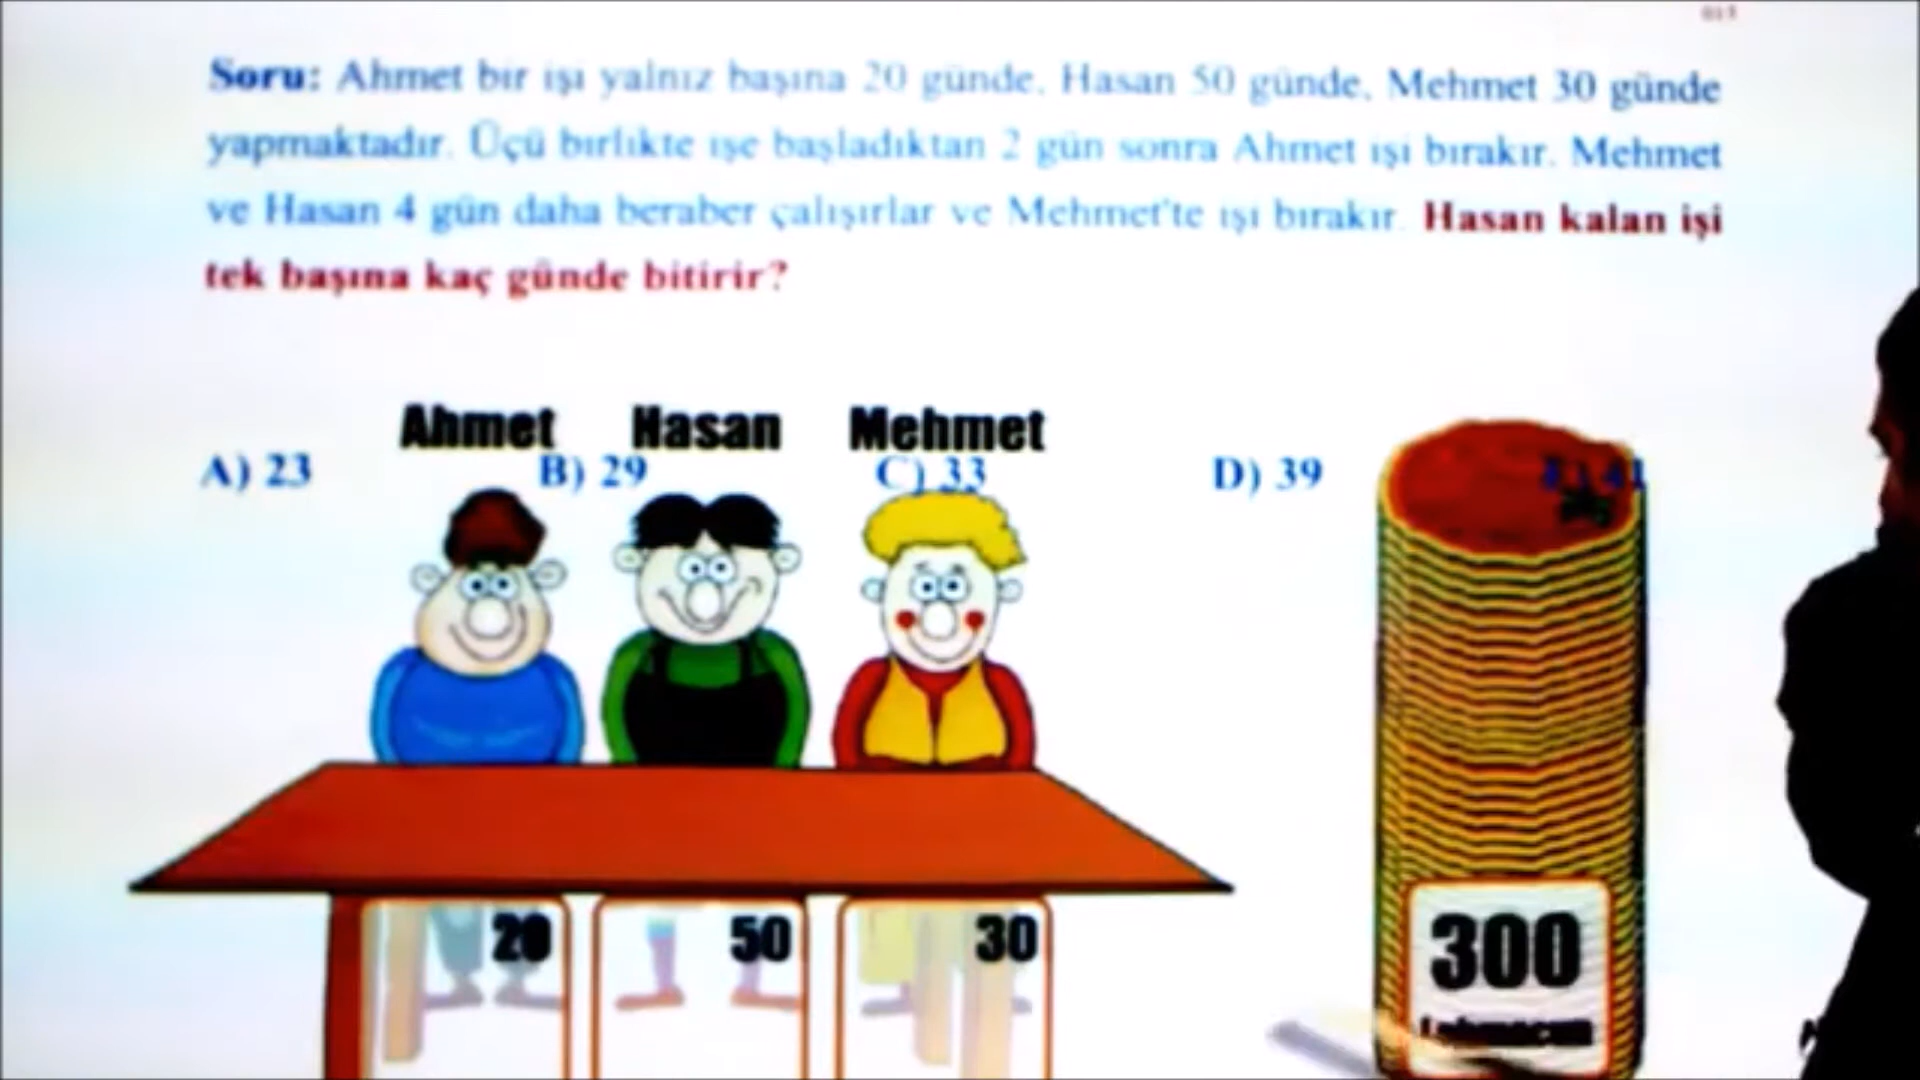 Soru: Ahmet bir işi yalnız başına 20 günde, Hasan 50 günde, Mehmet 30 günde
yapmaktadır. Üçü birlikte işe başladıktan 2 gün sonra Ahmet işi bırakır. Mehmet
ve Hasan 4 gün daha beraber çalışırlar ve Mehmet'te işi bırakır. Hasan kalan işi
tek başına kaç günde bitirir?
Ahmet Hasan Mehmet
A) 23 B) 29 C) 33 D) 39
20 50 30
300